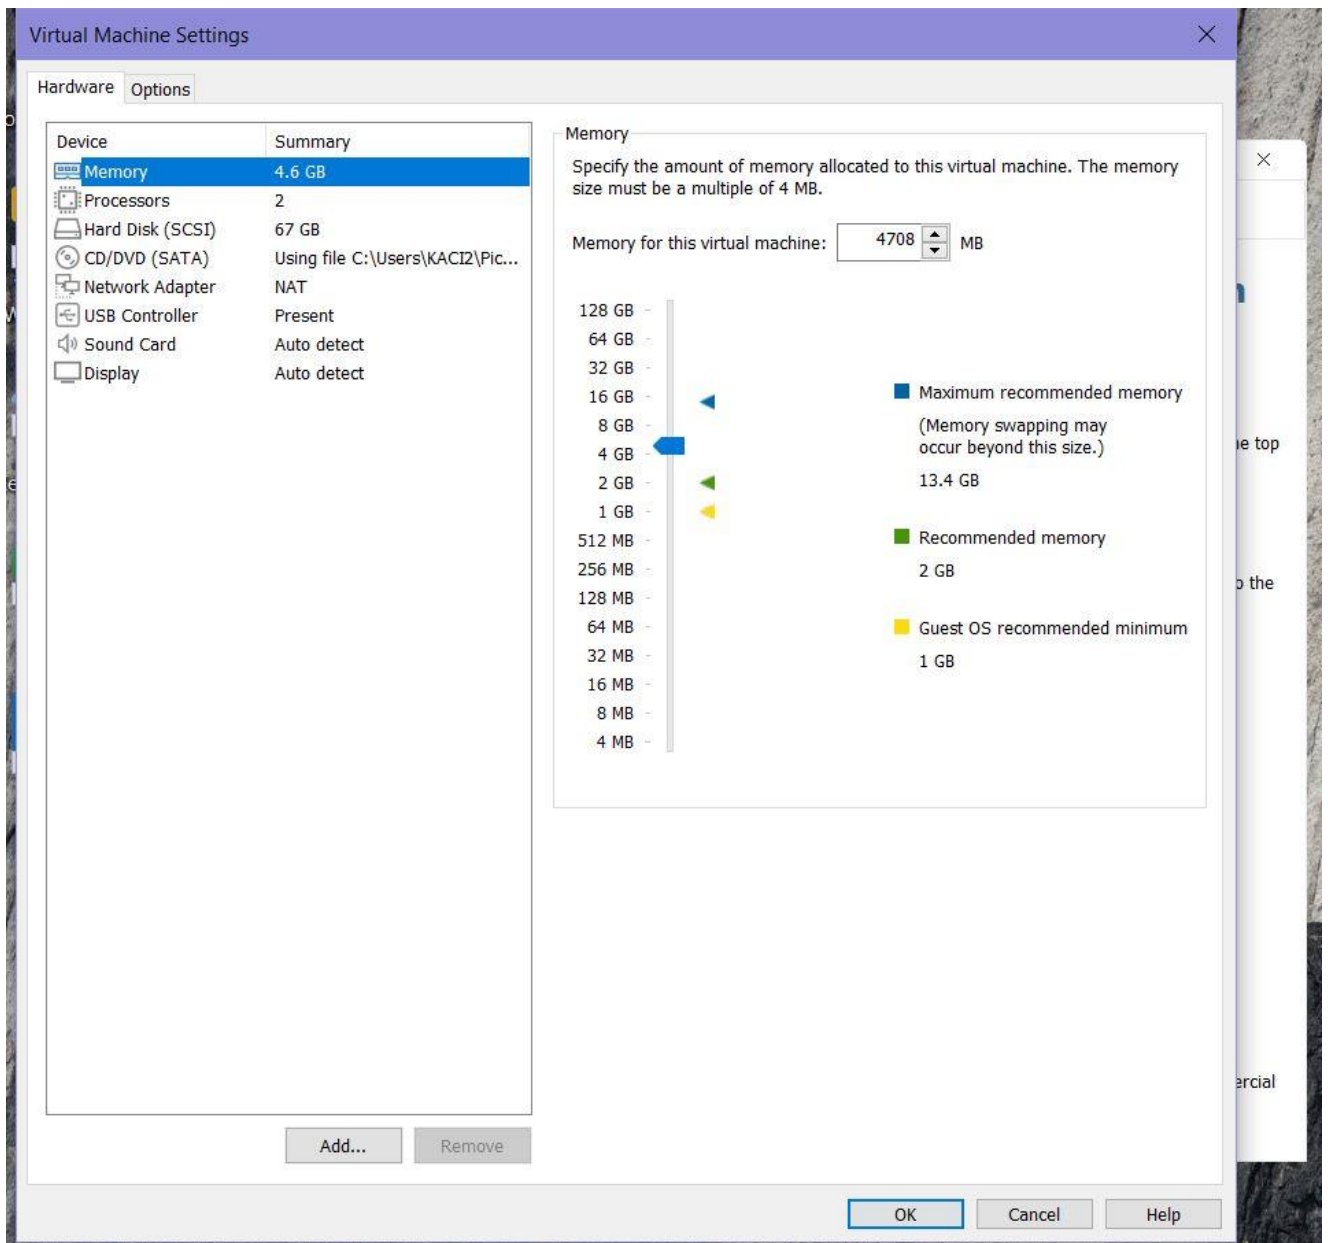 Virtual Machine Settings
Hardware Options
Device Summary
Memory 4.6 GB
Processors 2
Hard Disk (SCSI) 67 GB
CD/DVD (SATA) Using file C:\Users\KACI2\Pic...
Network Adapter NAT
USB Controller Present
Sound Card Auto detect
Display Auto detect
Add... Remove
Memory
Specify the amount of memory allocated to this virtual machine. The memory
size must be a multiple of 4 MB.
Memory for this virtual machine: 4708 MB
128 GB
64 GB
32 GB
16 GB
8 GB
4 GB
2 GB
1 GB
512 MB
256 MB
128 MB
64 MB
32 MB
16 MB
8 MB
4 MB
Maximum recommended memory
(Memory swapping may
occur beyond this size.)
13.4 GB
Recommended memory
2 GB
Guest OS recommended minimum
1 GB
OK Cancel Help
top
the